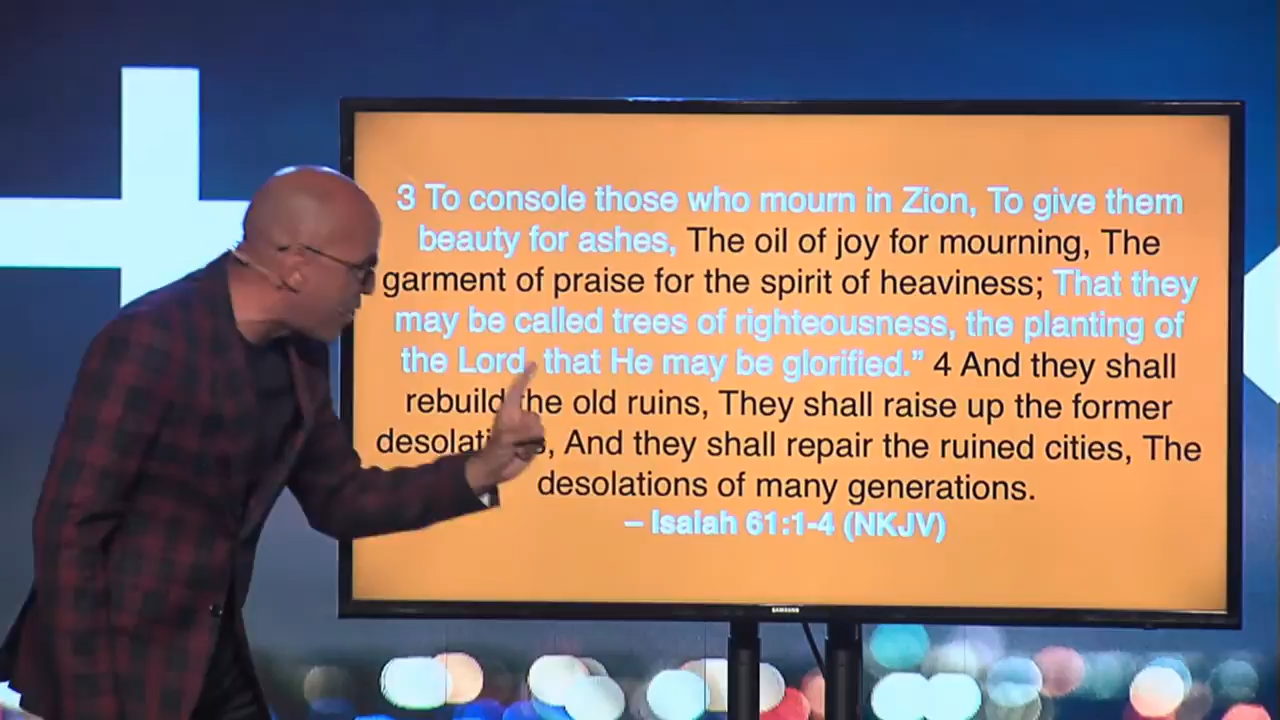 3 To console those who mourn in Zion, To give them
beauty for ashes, The oil of joy for mourning, The
garment of praise for the spirit of heaviness; That they
may be called trees of righteousness, the planting of
the Lord, that He may be glorified.” 4 And they shall
rebuild the old ruins, They shall raise up the former
desolations, And they shall repair the ruined cities, The
desolations of many generations.
– Isaiah 61:1-4 (NKJV)
SAMSUNG